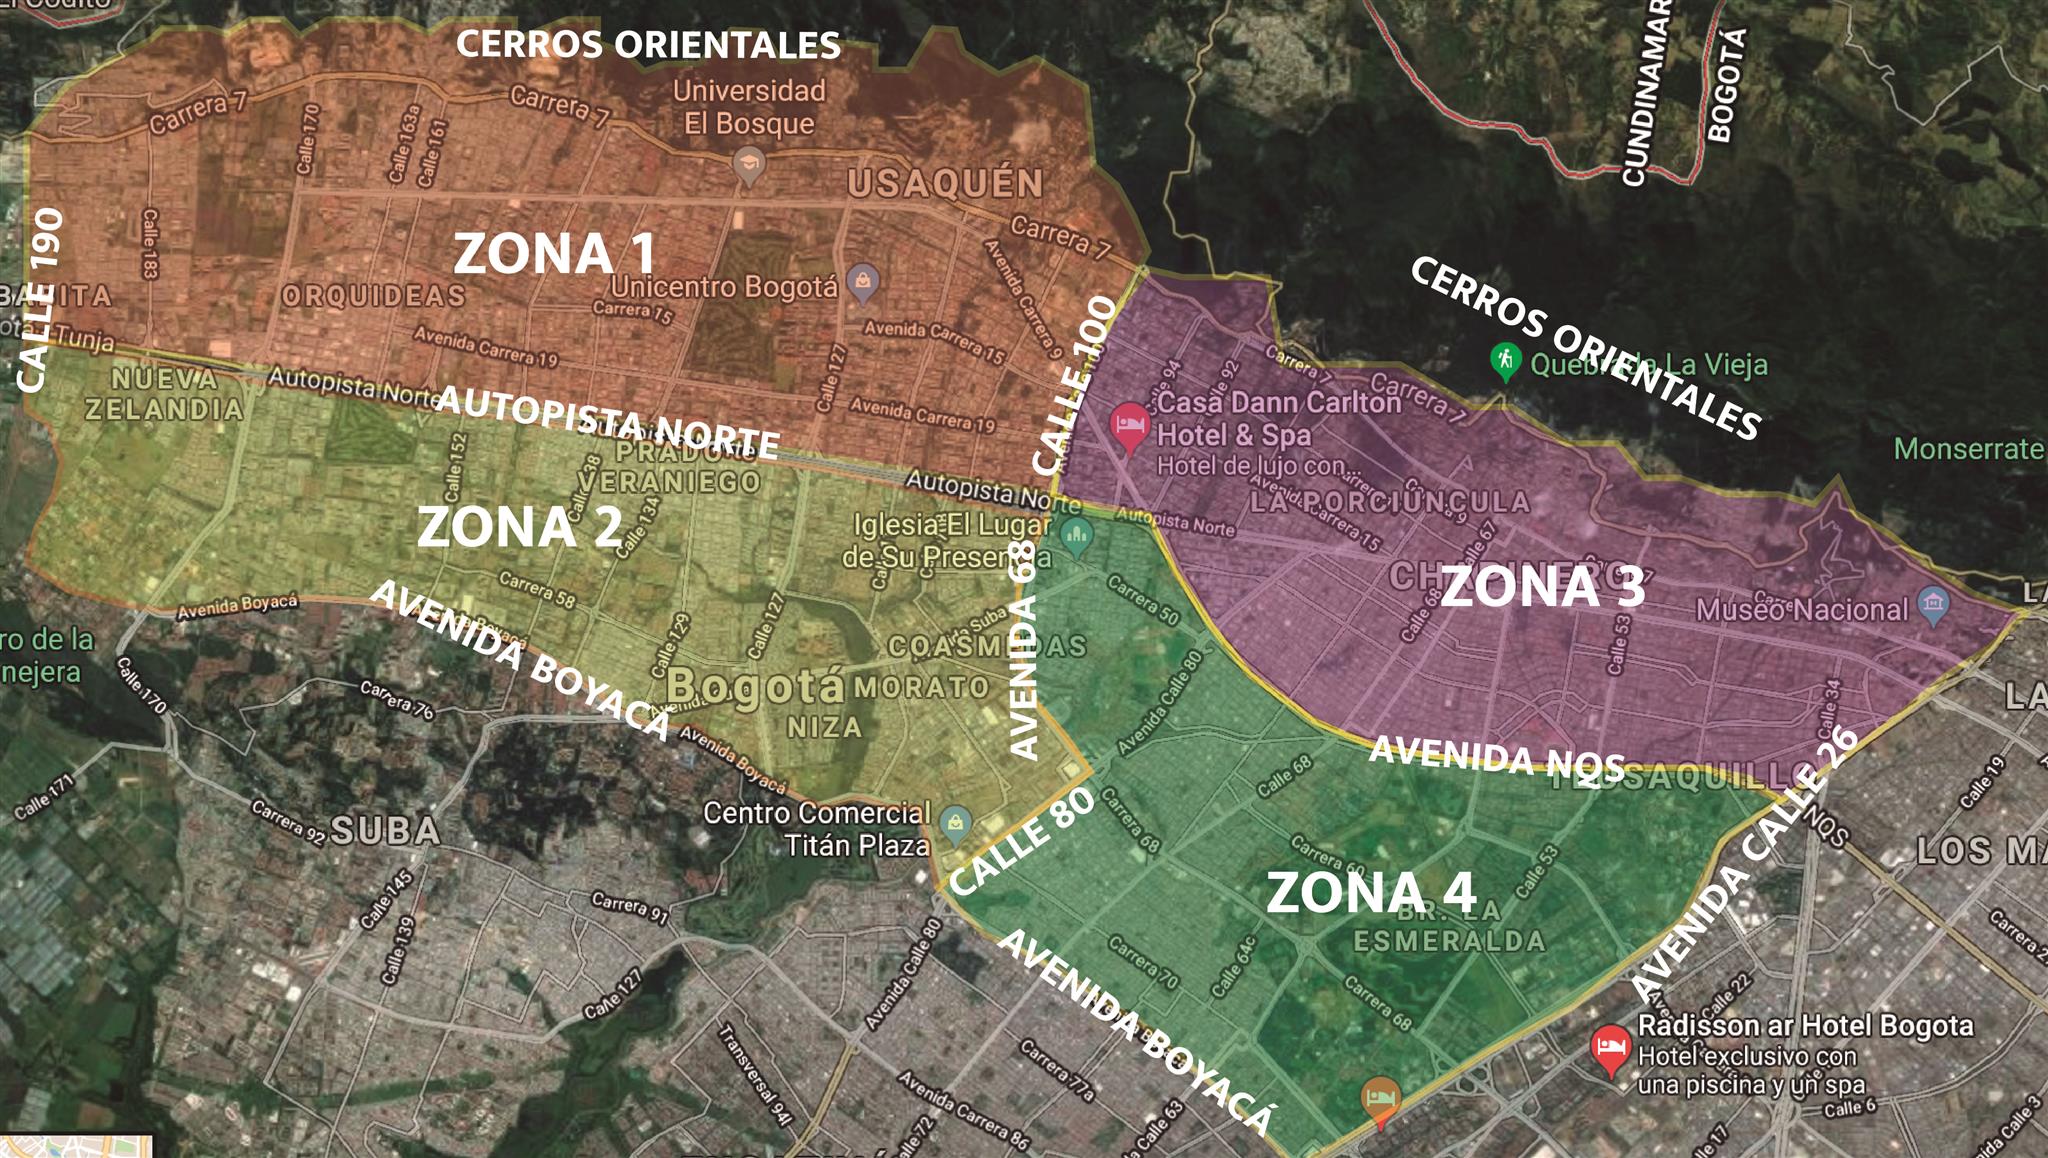 CERROS ORIENTALES
Universidad
El Bosque
Carrera 7
Carrera 7
Calle 170
Calle 163a
Calle 161
USAQUÉN
Carrera 7
CUNDINAMAR
BOGOTÁ
CALLE 190
Calle 183
ZONA 1
Unicentro Bogotá
ORQUIDEAS
Carrera 15
Avenida Carrera 9
Avenida Carrera 15
Avenida Carrera 19
Calle 127
Avenida Carrera 19
Tunja
CALLE 100
CERROS ORIENTALES
Quebrada La Vieja
Monserrate
NUEVA
ZELANDIA
Autopista Norte
AUTOPISTA NORTE
PRADO
VERANIEGO
Autopista Norte
Calle 94
Calle 92
Carrera 7
Carrera 7
Casa Dann Carlton
Hotel & Spa
Hotel de lujo con...
LA PORCIÚNCULA
Autopista Norte
Avenida Carrera 15
Calle 67
ZONA 3
Calle 68
Calle 53
Museo Nacional
Calle 34
ZONA 2
Calle 152
Calle 134
Iglesia El Lugar
de Su Presencia
Carrera 58
Calle 129
Calle 127
AVENIDA 68
Carrera 50
Avenida Calle 80
COASMEDAS
Bogotá
MORATO
NIZA
Avenida Boyacá
AVENIDA BOYACÁ
Avenida Boyacá
ro de la
nejera
Calle 170
Carrera 76
Calle 171
Carrera 92
SUBA
Calle 145
Calle 139
Carrera 91
Calle 127
Centro Comercial
Titán Plaza
CALLE 80
AVENIDA NQS
AVENIDA CALLE 26
NQS
Calle 19
LA
LOS MA
Calle 68
Carrera 68
Carrera 60
Calle 53
ZONA 4
BR. LA
ESMERALDA
Carrera 70
Calle 64c
Carrera 68
AVENIDA BOYACÁ
Avenida Calle 80
Transversal 94l
Carrera 77a
Avenida Carrera 86
Calle 72
Calle 63
Calle 22
Radisson ar Hotel Bogota
Hotel exclusivo con
una piscina y un spa
Calle 6
Calle 17
Avenida Calle 3